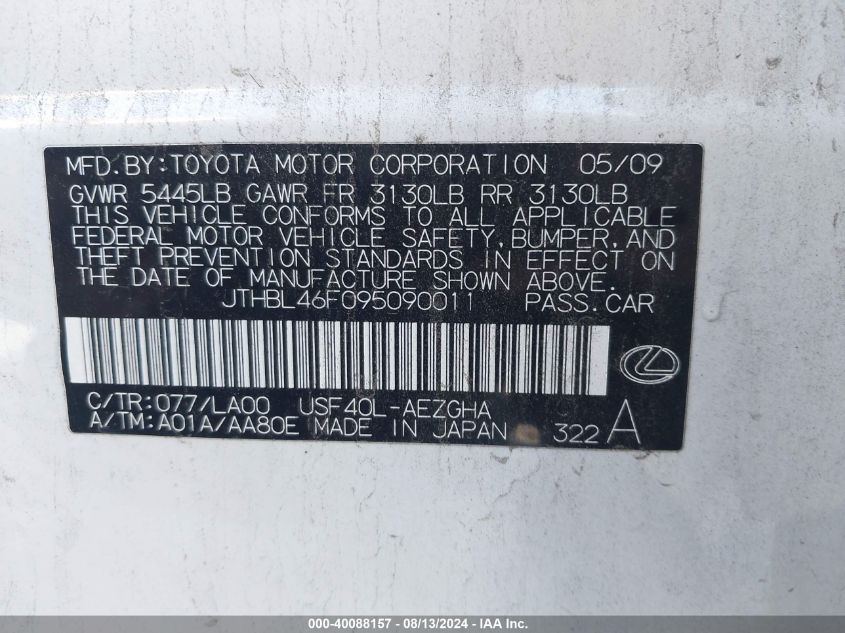 MFD.BY:TOYOTA MOTOR CORPORATION 05/09
GVWR 5445LB GAWR FR 3130LB RR 3130LB
THIS VEHICLE CONFORMS TO ALL APPLICABLE
FEDERAL MOTOR VEHICLE SAFETY,BUMPER,AND
THEFT PREVENTION STANDARDS IN EFFECT ON
THE DATE OF MANUFACTURE SHOWN ABOVE.
JTHBL46F095090011 PASS.CAR
C/TR:077/LA00 USF40L-AEZGHA
A/TM:A01A/AA80E MADE IN JAPAN 322 A
000-40088157 - 08/13/2024 - IAA Inc.